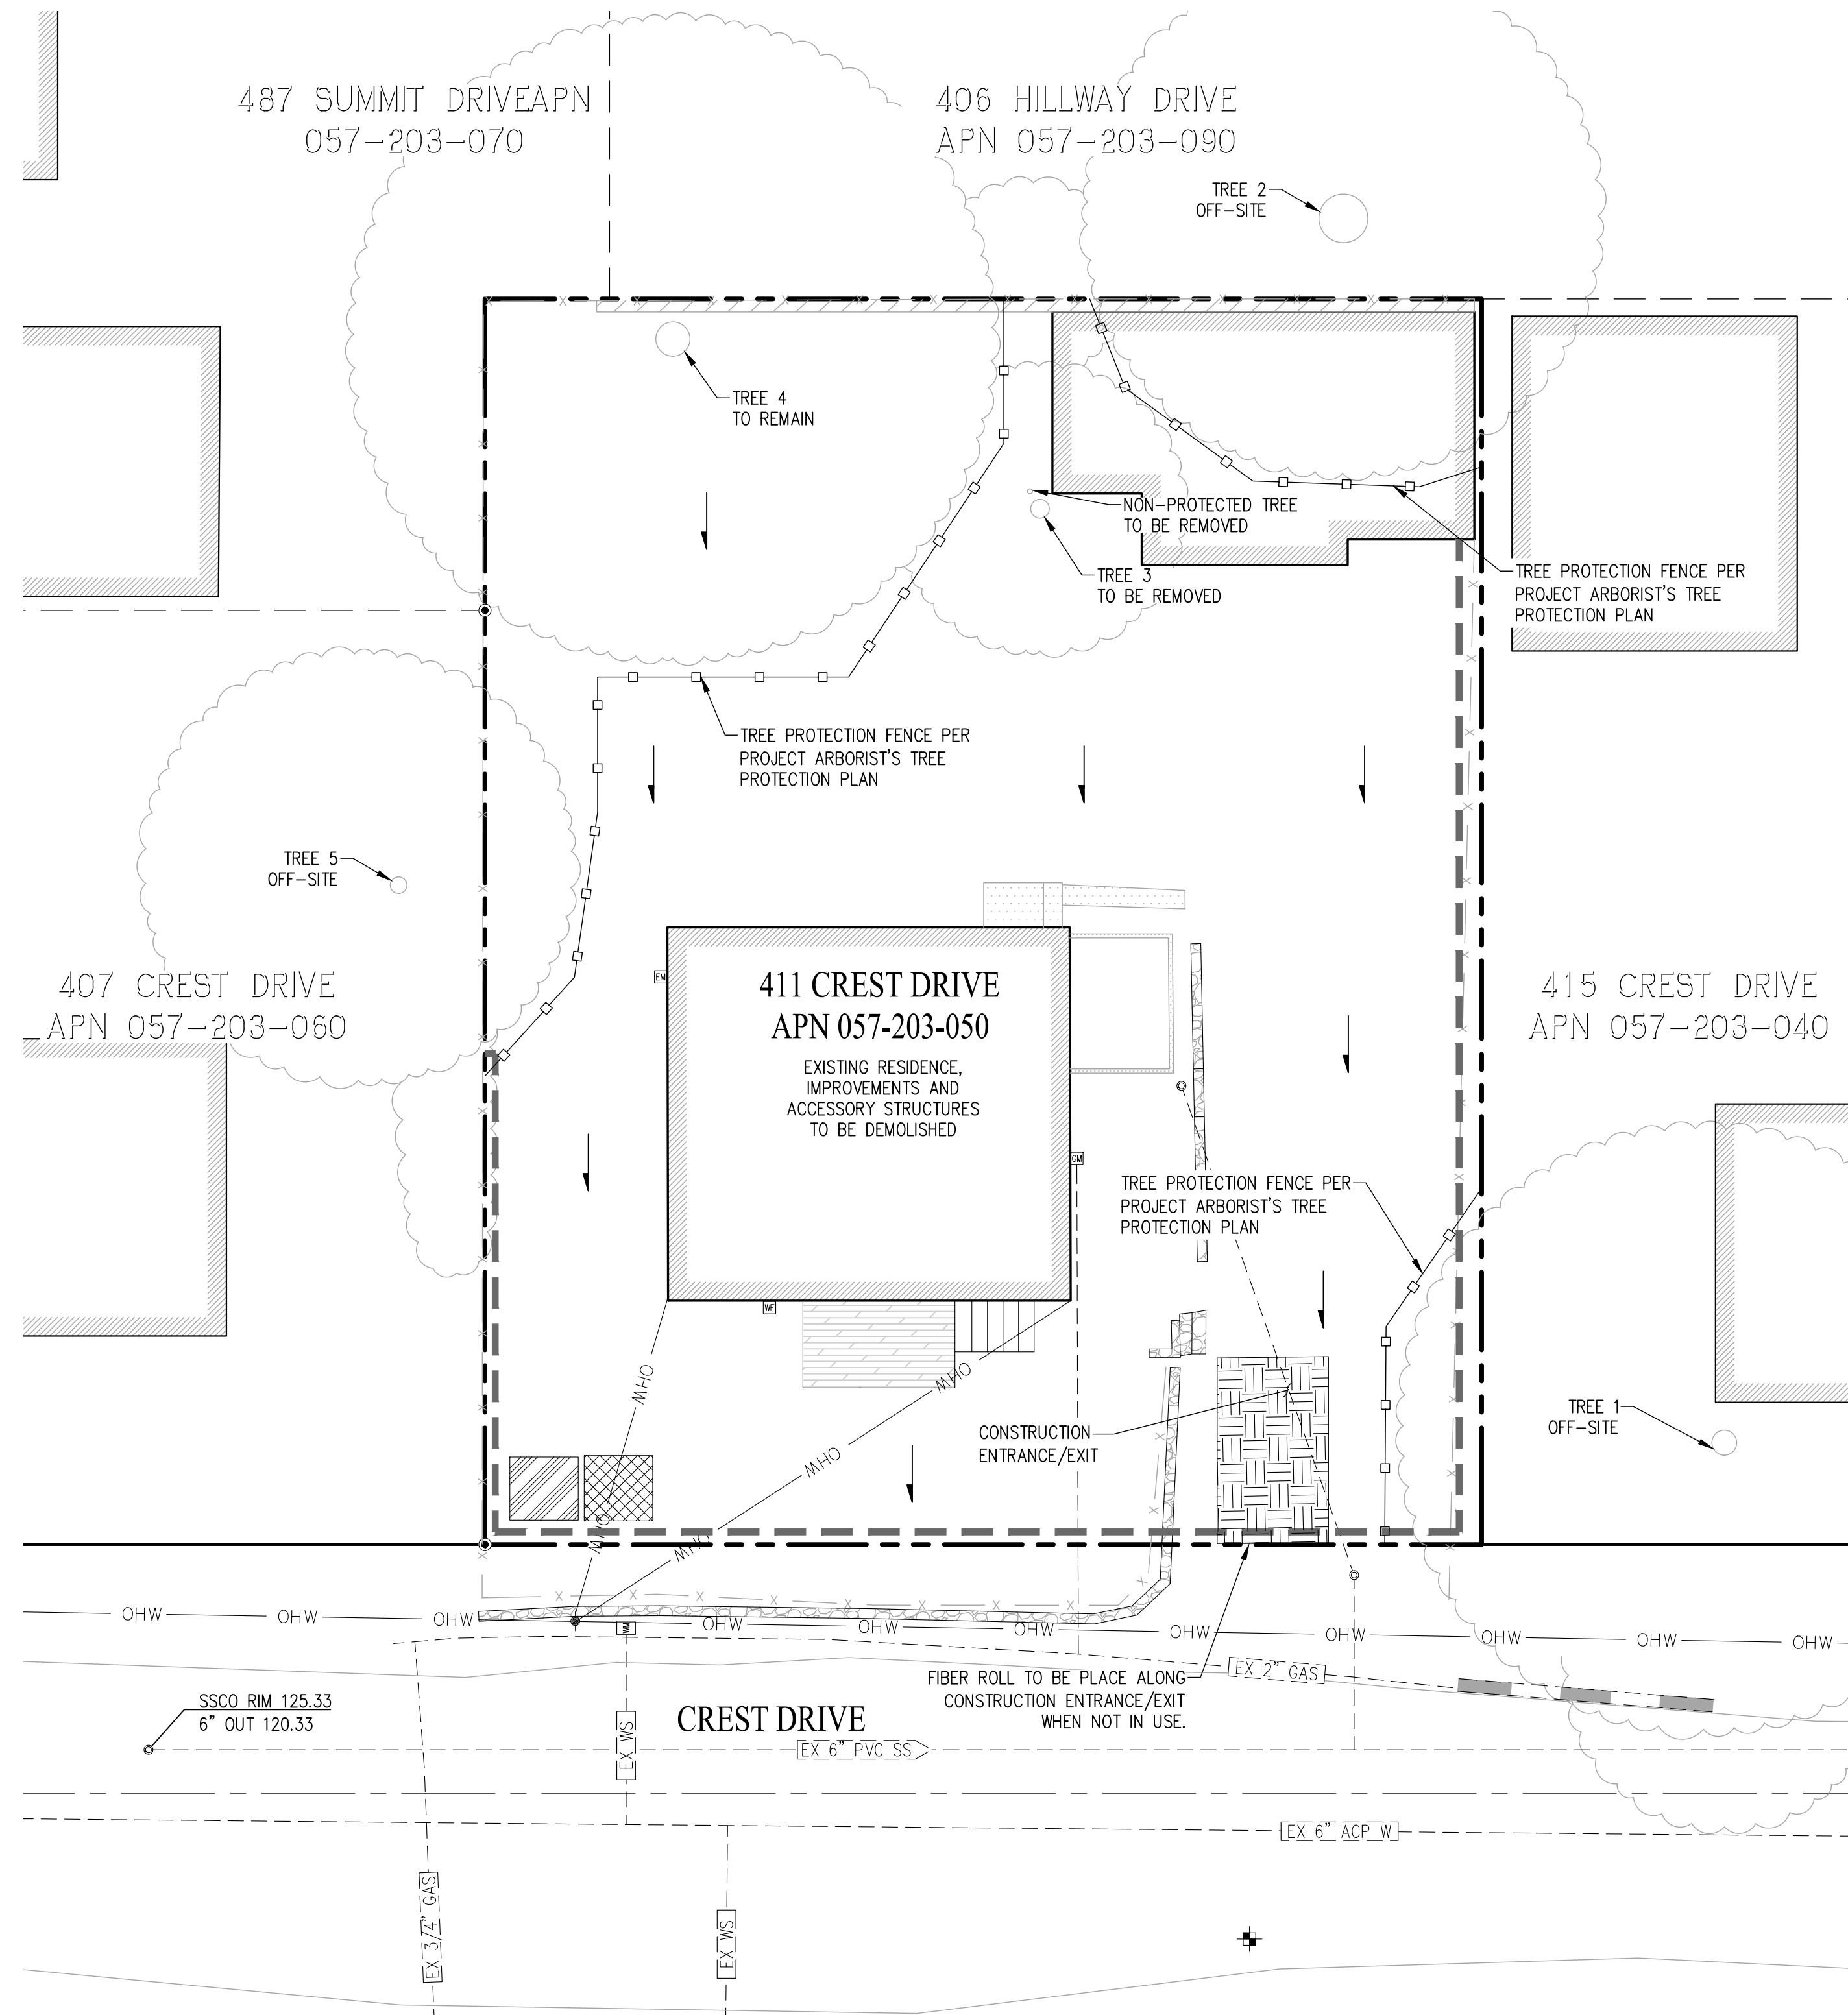 487 SUMMIT DRIVEAPN
057-203-070
406 HILLWAY DRIVE
APN 057-203-090
TREE 2
OFF-SITE
TREE 4
TO REMAIN
NON-PROTECTED TREE
TO BE REMOVED
TREE 3
TO BE REMOVED
TREE PROTECTION FENCE PER
PROJECT ARBORIST'S TREE
PROTECTION PLAN
TREE PROTECTION FENCE PER
PROJECT ARBORIST'S TREE
PROTECTION PLAN
TREE 5
OFF-SITE
407 CREST DRIVE
APN 057-203-060
EM
411 CREST DRIVE
APN 057-203-050
EXISTING RESIDENCE,
IMPROVEMENTS AND
ACCESSORY STRUCTURES
TO BE DEMOLISHED
415 CREST DRIVE
APN 057-203-040
GM
TREE PROTECTION FENCE PER
PROJECT ARBORIST'S TREE
PROTECTION PLAN
WF
OHW
OHW
OHW
OHW
OHW
CONSTRUCTION
ENTRANCE/EXIT
TREE 1
OFF-SITE
OHW OHW OHW OHW OHW OHW OHW OHW OHW OHW OHW
WM
EX 2" GAS
FIBER ROLL TO BE PLACE ALONG
CONSTRUCTION ENTRANCE/EXIT
WHEN NOT IN USE.
SSCO RIM 125.33
6" OUT 120.33
CREST DRIVE
EX WS
EX 6" PVC SS
EX 6" ACP W
EX 3/4" GAS
EX WS